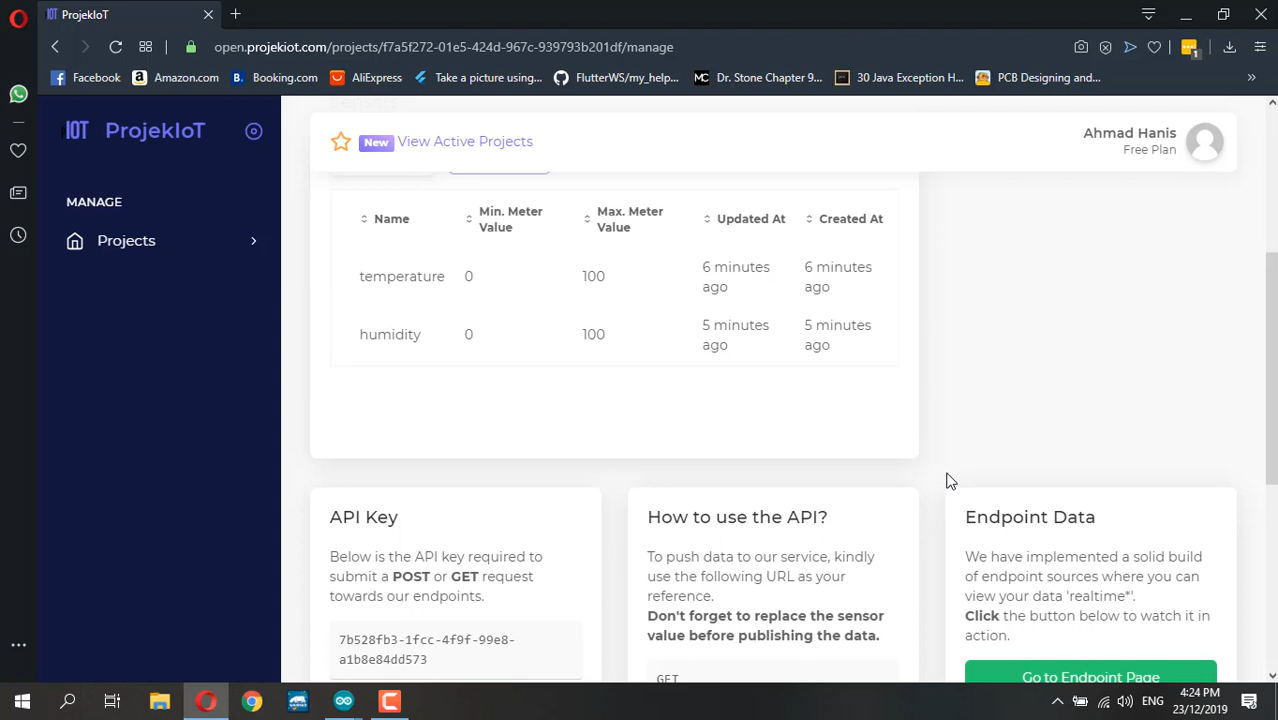 ProjekIoT
open.projekiot.com/projects/f7a5f272-01e5-424d-967c-939793b201df/manage
1
Facebook
Amazon.com
Booking.com
AliExpress
Take a picture using...
FlutterWS/my_help...
Dr. Stone Chapter 9...
30 Java Exception H...
PCB Designing and...
IOT ProjekIoT
Sensors
New View Active Projects
Ahmad Hanis
Free Plan
MANAGE
Projects
Name
Min. Meter Value
Max. Meter Value
Updated At
Created At
temperature 0 100 6 minutes ago 6 minutes ago
humidity 0 100 5 minutes ago 5 minutes ago
API Key
Below is the API key required to
submit a POST or GET request
towards our endpoints.
7b528fb3-1fcc-4f9f-99e8-
a1b8e84dd573
How to use the API?
To push data to our service, kindly
use the following URL as your
reference.
Don't forget to replace the sensor
value before publishing the data.
GET
Endpoint Data
We have implemented a solid build
of endpoint sources where you can
view your data 'realtime*'.
Click the button below to watch it in
action.
Go to Endpoint Page
ENG
4:24 PM
23/12/2019